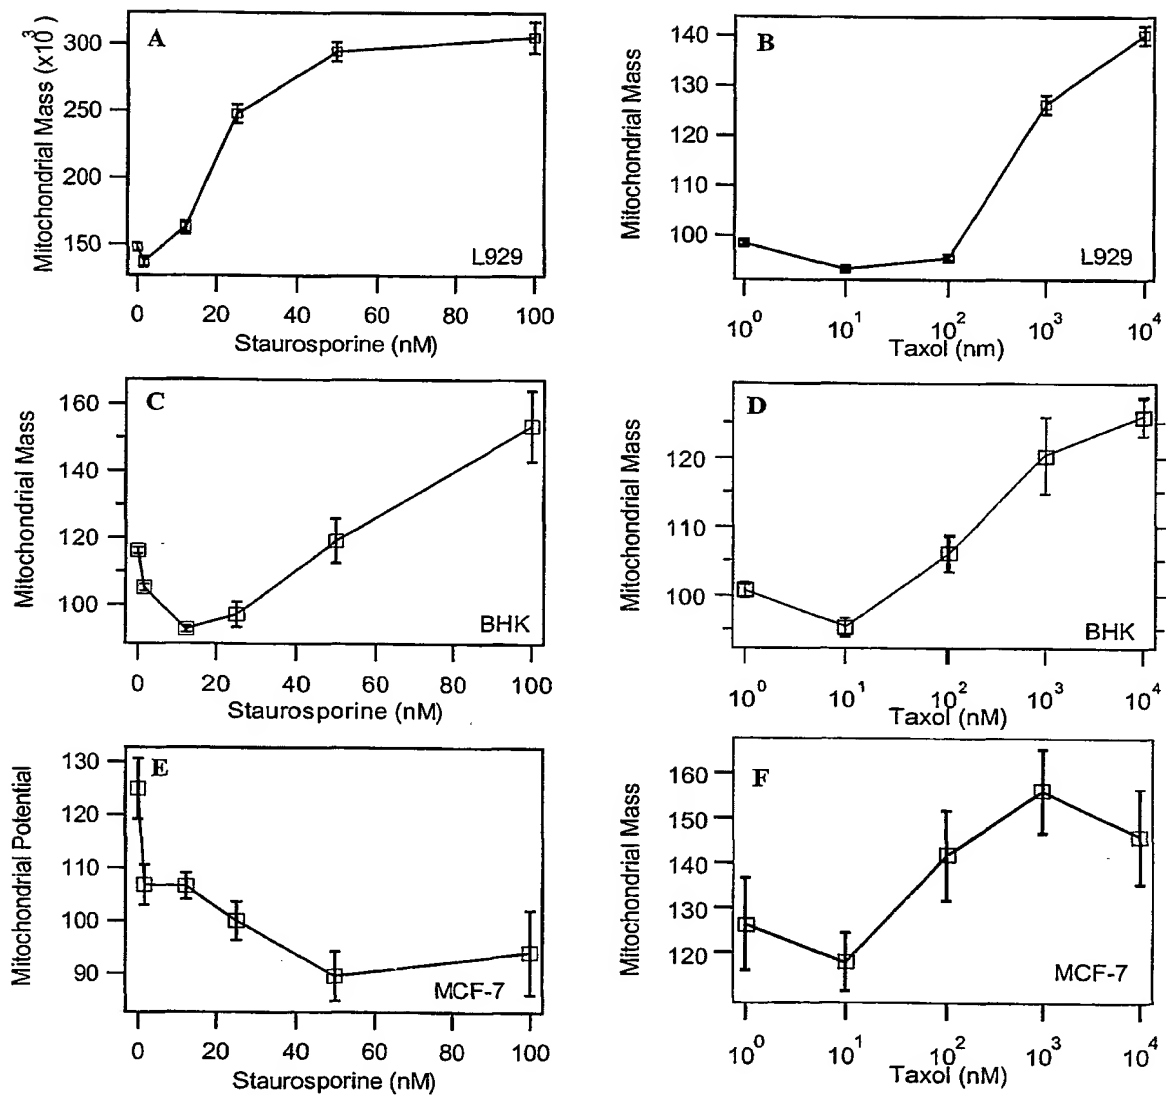 A
Mitochondrial Mass (x10³)
300
250
200
150
L929
0 20 40 60 80 100
Staurosporine (nM)
B
Mitochondrial Mass
140
130
120
110
100
L929
10⁰ 10¹ 10² 10³ 10⁴
Taxol (nm)
C
Mitochondrial Mass
160
140
120
100
BHK
0 20 40 60 80 100
Staurosporine (nM)
D
Mitochondrial Mass
120
110
100
BHK
10⁰ 10¹ 10² 10³ 10⁴
Taxol (nM)
E
Mitochondrial Potential
130
120
110
100
90
MCF-7
0 20 40 60 80 100
Staurosporine (nM)
F
Mitochondrial Mass
160
150
140
130
120
MCF-7
10⁰ 10¹ 10² 10³ 10⁴
Taxol (nM)